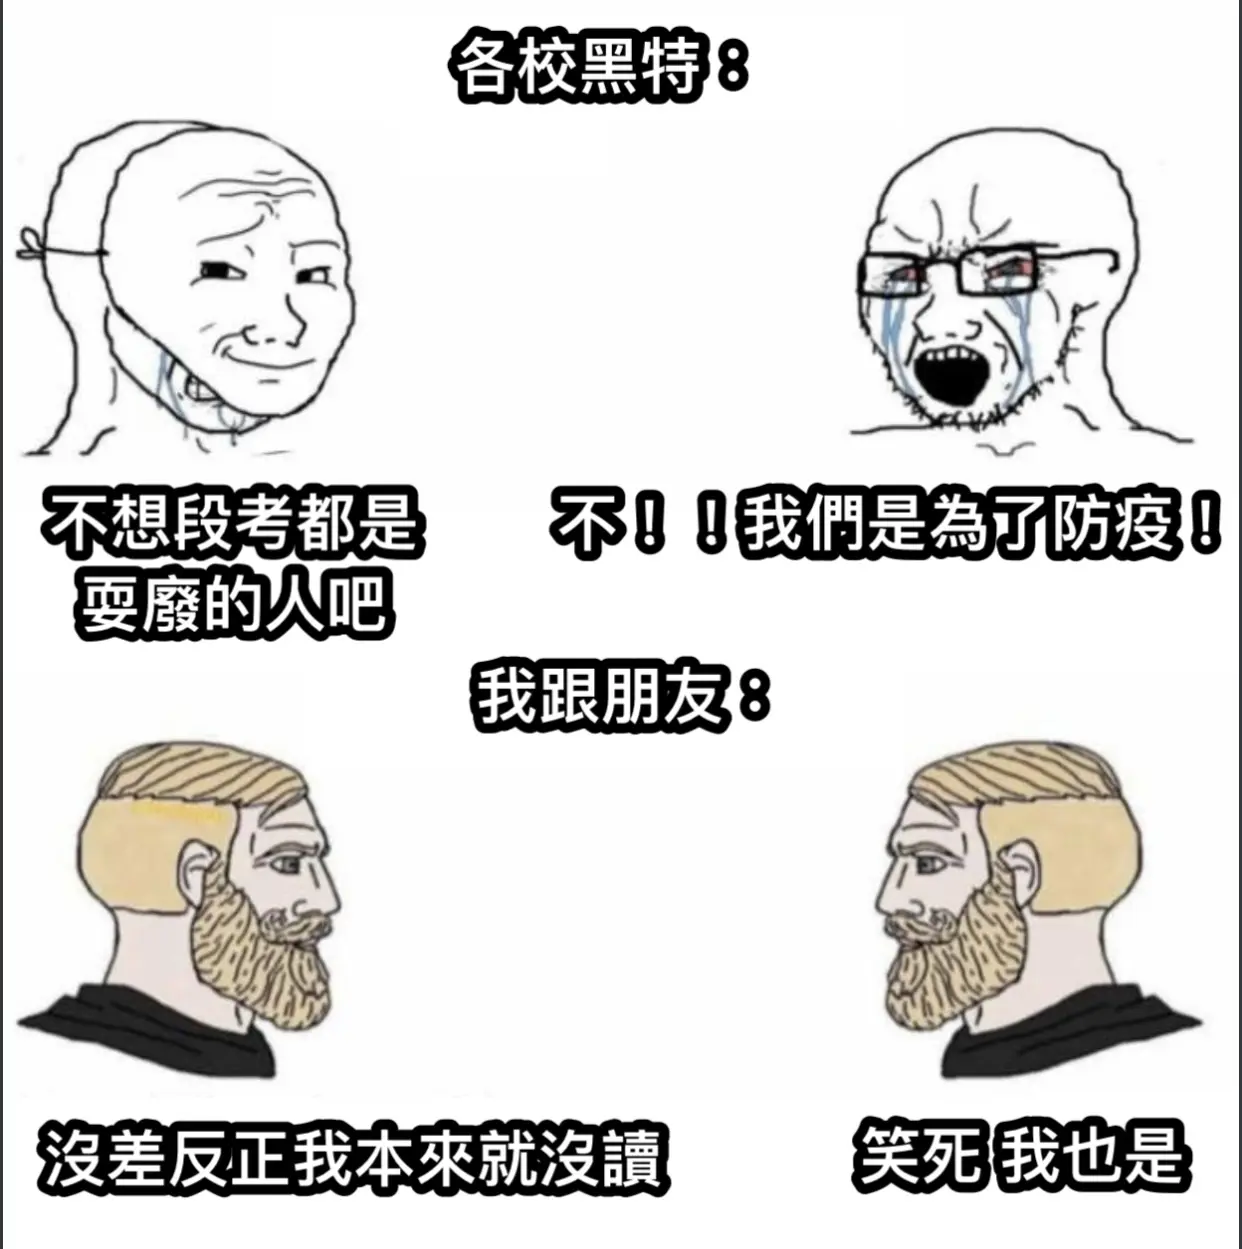 各校黑特：
不想段考都是
耍廢的人吧
不！！我們是為了防疫！
我跟朋友：
沒差反正我本來就沒讀
笑死 我也是